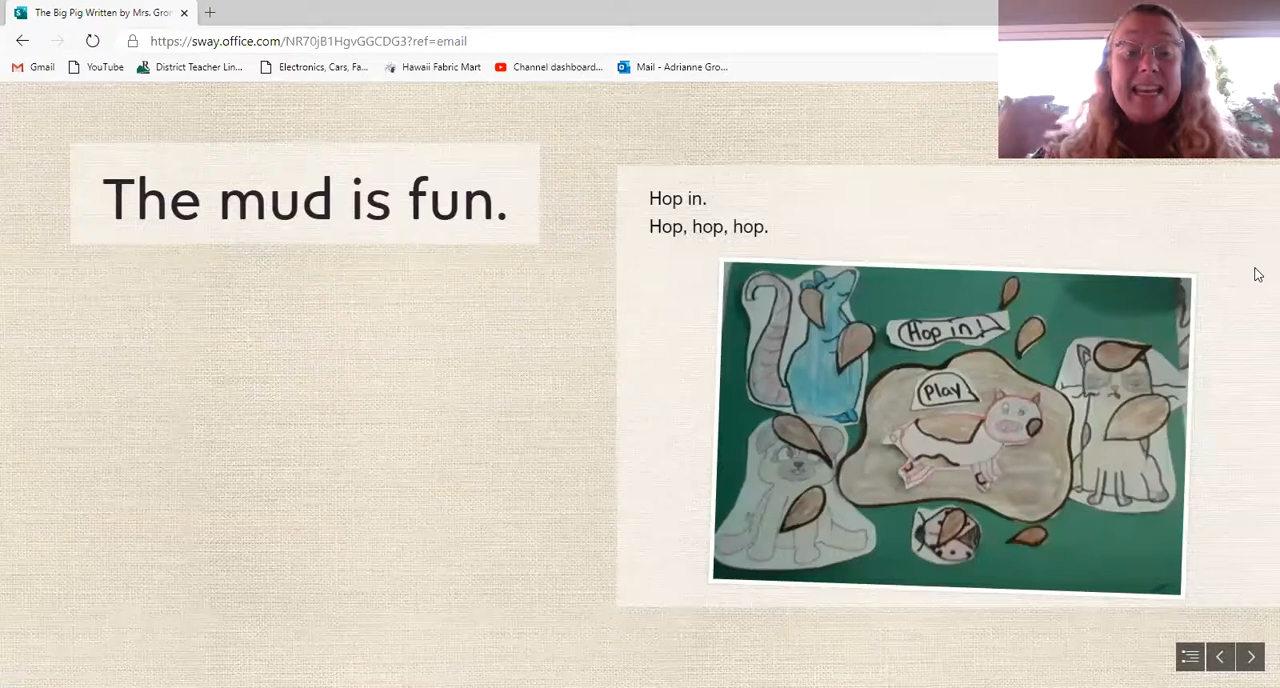 The Big Pig Written by Mrs. Gror
https://sway.office.com/NR70jB1HgvGGCDG3?ref=email
Gmail
YouTube
District Teacher Lin...
Electronics, Cars, Fa...
Hawaii Fabric Mart
Channel dashboard...
Mail - Adrianne Gro...
The mud is fun.
Hop in.
Hop, hop, hop.
Hop in!
Play